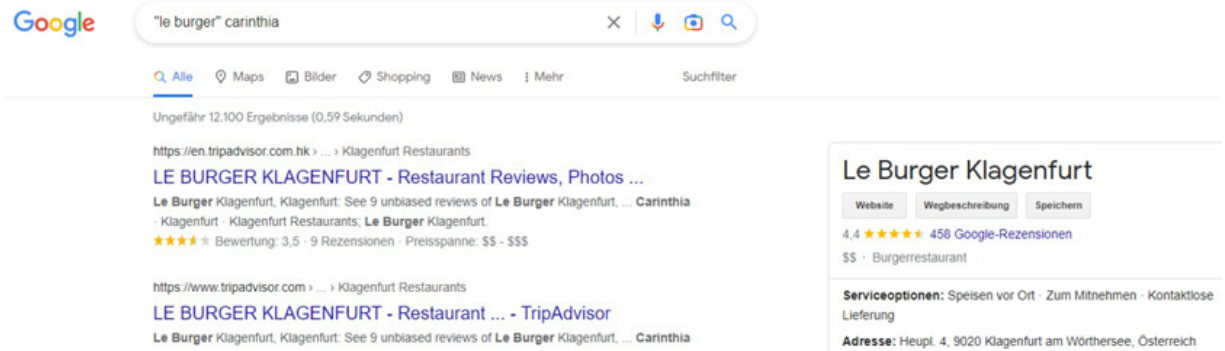 Google
"le burger" carinthia
Alle Maps Bilder Shopping News Mehr Suchfilter
Ungefähr 12.100 Ergebnisse (0,59 Sekunden)
https://en.tripadvisor.com.hk › ... › Klagenfurt Restaurants
LE BURGER KLAGENFURT - Restaurant Reviews, Photos ...
Le Burger Klagenfurt, Klagenfurt: See 9 unbiased reviews of Le Burger Klagenfurt, ... Carinthia
· Klagenfurt · Klagenfurt Restaurants; Le Burger Klagenfurt.
Bewertung: 3,5 · 9 Rezensionen · Preisspanne: $$ - $$$
https://www.tripadvisor.com › ... › Klagenfurt Restaurants
LE BURGER KLAGENFURT - Restaurant ... - TripAdvisor
Le Burger Klagenfurt, Klagenfurt: See 9 unbiased reviews of Le Burger Klagenfurt, ... Carinthia
Le Burger Klagenfurt
Website Wegbeschreibung Speichern
4,4 458 Google-Rezensionen
$$ · Burgerrestaurant
Serviceoptionen: Speisen vor Ort · Zum Mitnehmen · Kontaktlose
Lieferung
Adresse: Heupl. 4, 9020 Klagenfurt am Wörthersee, Österreich